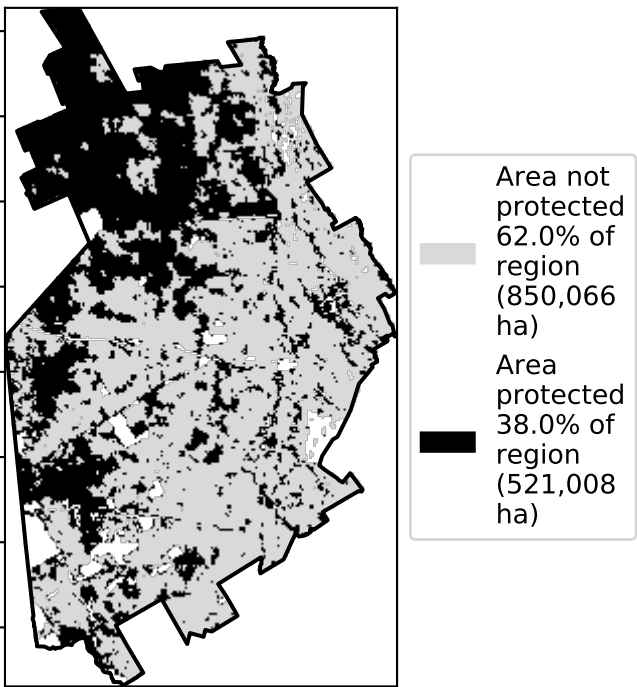 Area not
protected
62.0% of
region
(850,066
ha)
Area
protected
38.0% of
region
(521,008
ha)